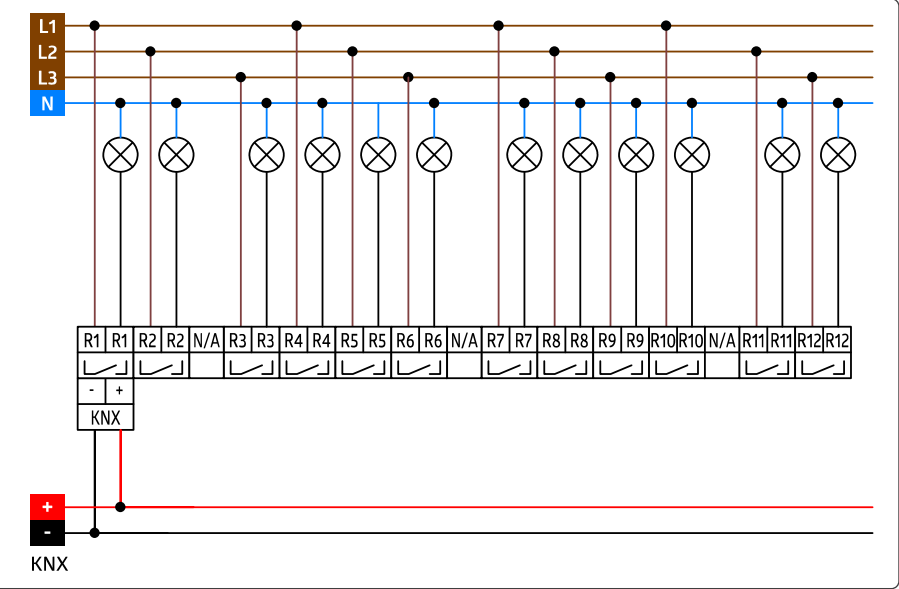 L1
L2
L3
N
R1 R1 R2 R2 N/A R3 R3 R4 R4 R5 R5 R6 R6 N/A R7 R7 R8 R8 R9 R9 R10 R10 N/A R11 R11 R12 R12
- +
KNX
+
-
KNX